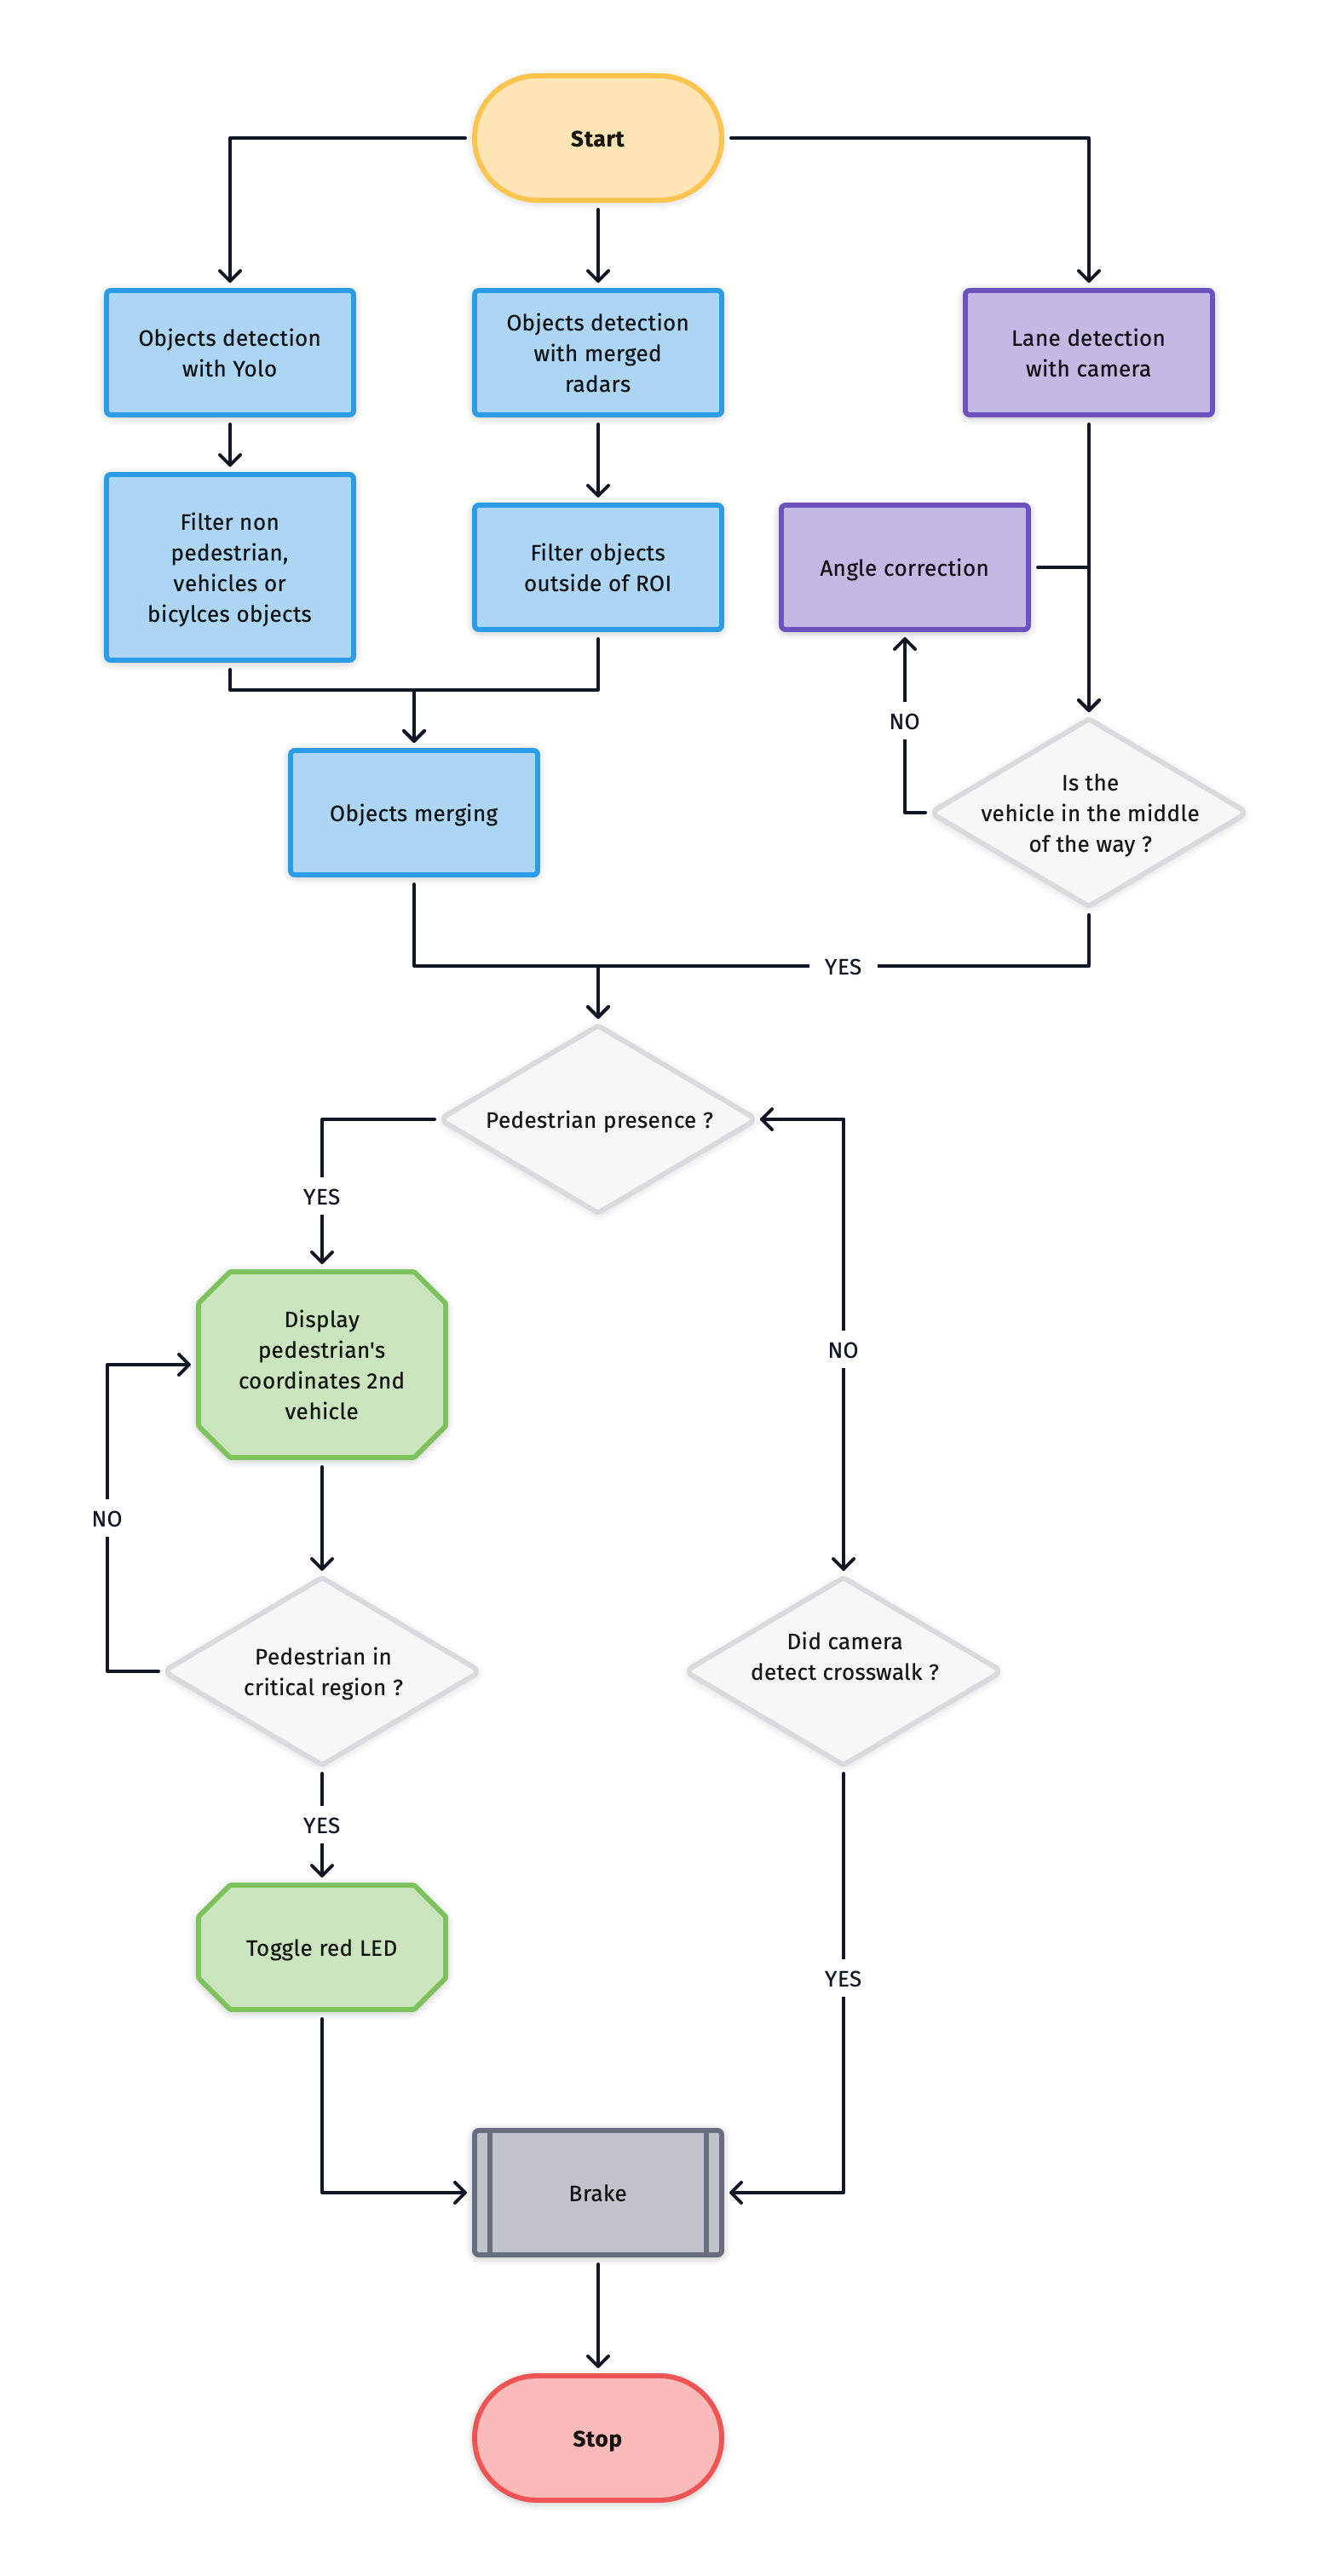 Start
Objects detection
with Yolo
Objects detection
with merged
radars
Lane detection
with camera
Filter non
pedestrian,
vehicles or
bicylces objects
Filter objects
outside of ROI
Angle correction
NO
Objects merging
Is the
vehicle in the middle
of the way ?
YES
Pedestrian presence ?
YES
Display
pedestrian's
coordinates 2nd
vehicle
NO
NO
Pedestrian in
critical region ?
Did camera
detect crosswalk ?
YES
Toggle red LED
YES
Brake
Stop